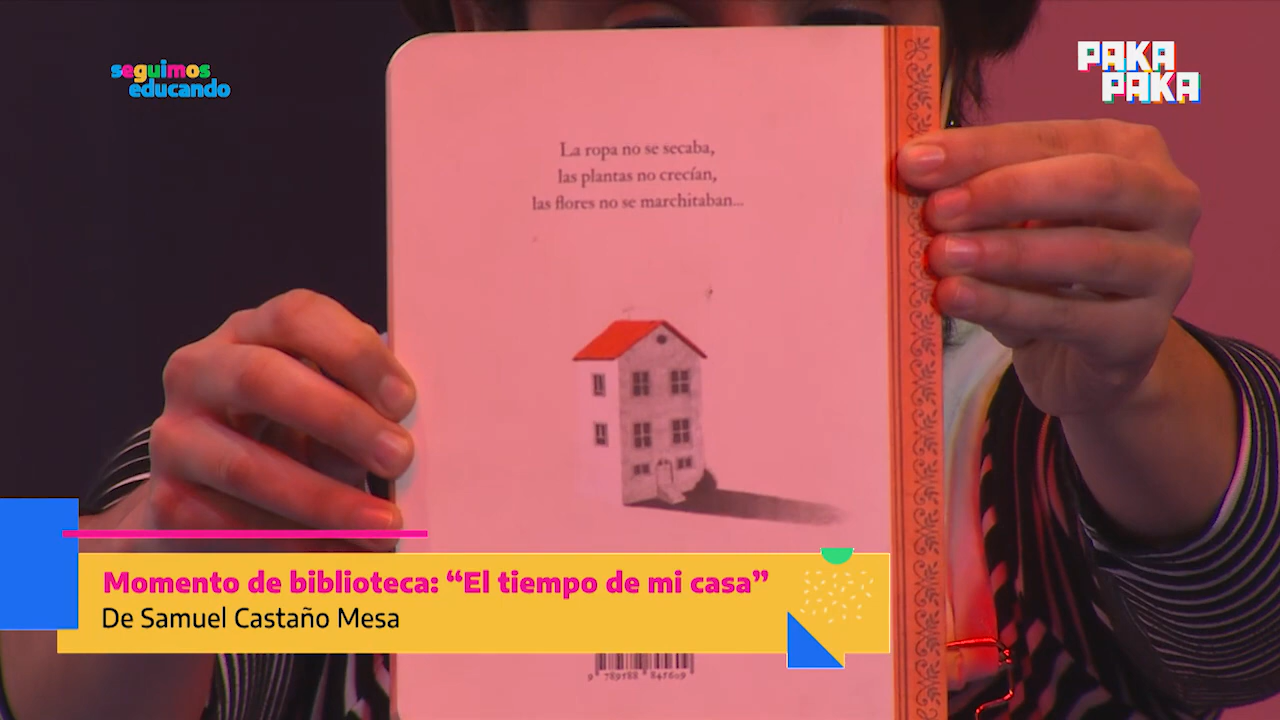 seguimos
educando
PAKA
PAKA
La ropa no se secaba,
las plantas no crecían,
las flores no se marchitaban...
Momento de biblioteca: “El tiempo de mi casa”
De Samuel Castaño Mesa